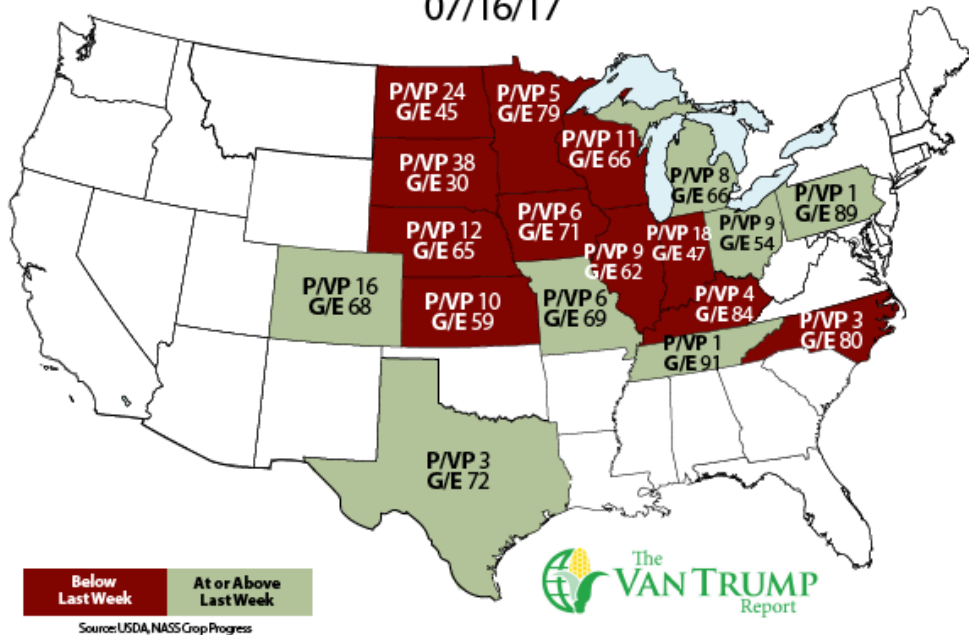 07/16/17
P/VP 24
G/E 45
P/VP 5
G/E 79
P/VP 11
G/E 66
P/VP 38
G/E 30
P/VP 8
G/E 66
P/VP 1
G/E 89
P/VP 12
G/E 65
P/VP 6
G/E 71
P/VP 18
G/E 47
P/VP 9
G/E 54
P/VP 9
G/E 62
P/VP 16
G/E 68
P/VP 10
G/E 59
P/VP 6
G/E 69
P/VP 4
G/E 84
P/VP 3
G/E 80
P/VP 1
G/E 91
P/VP 3
G/E 72
Below
Last Week
At or Above
Last Week
Source: USDA, NASS Crop Progress
The
VAN TRUMP
Report